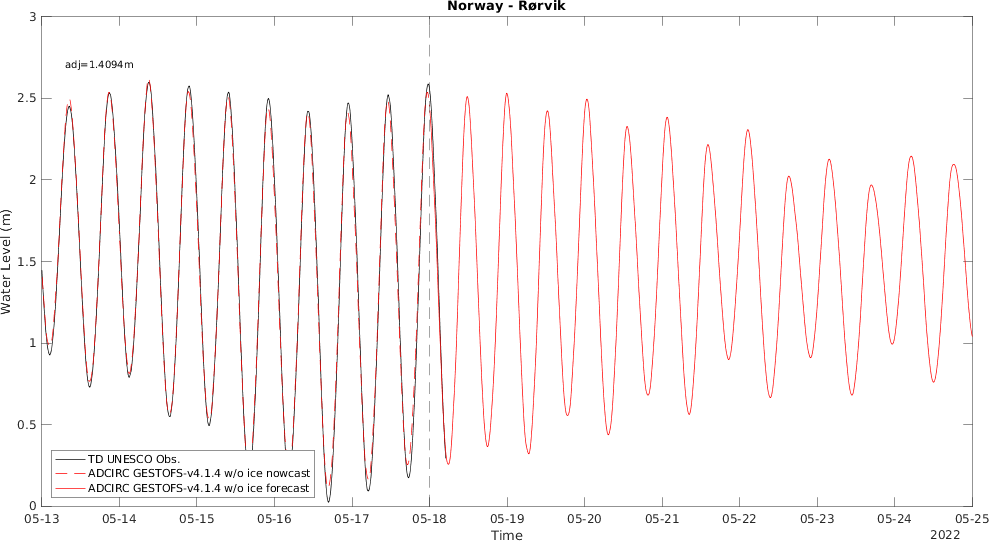 Norway - Rørvik
adj=1.4094m
3
2.5
2
1.5
1
0.5
0
Water Level (m)
TD UNESCO Obs.
ADCIRC GESTOFS-v4.1.4 w/o ice nowcast
ADCIRC GESTOFS-v4.1.4 w/o ice forecast
05-13 05-14 05-15 05-16 05-17 05-18 05-19 05-20 05-21 05-22 05-23 05-24 05-25
Time
2022